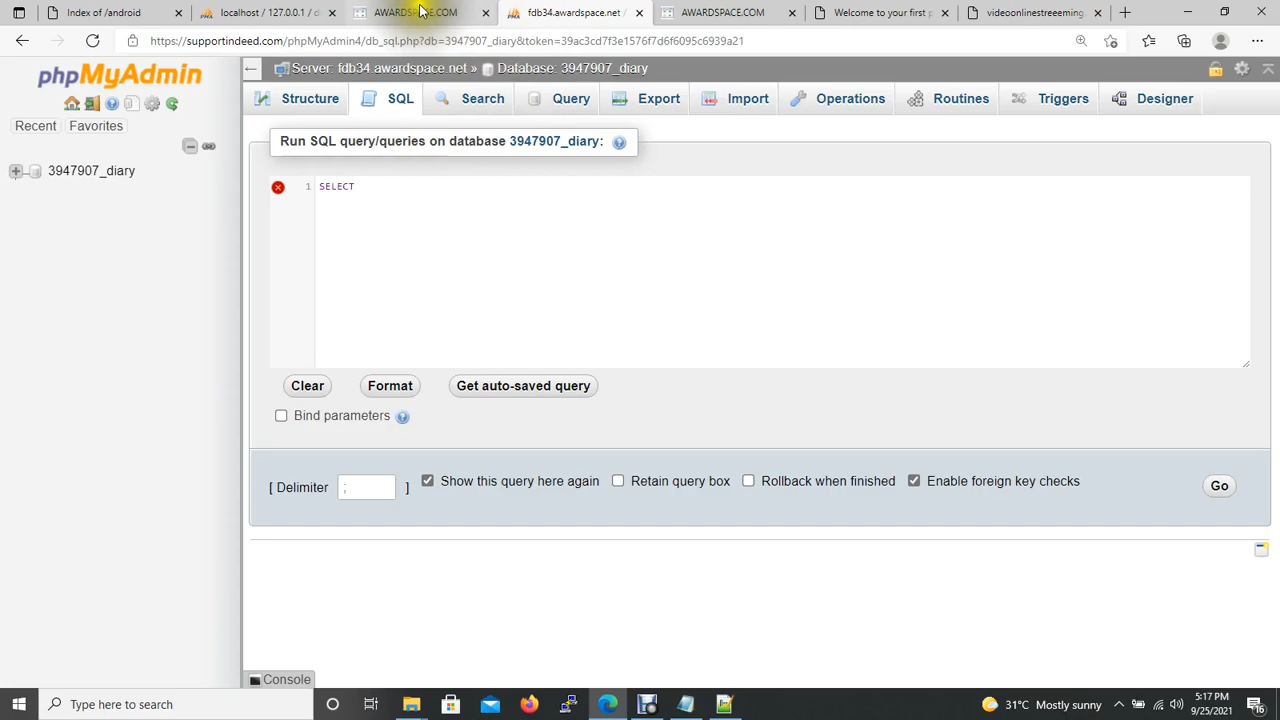 Index of /android
localhost / 127.0.0.1 / d
AWARDSPACE.COM
fdb34.awardspace.net /
AWARDSPACE.COM
Welcome to your first p
videoonlinestreeming.
https://supportindeed.com/phpMyAdmin4/db_sql.php?db=3947907_diary&token=39ac3cd7f3e1576f7d6f6095c6939a21
phpMyAdmin
Recent Favorites
3947907_diary
Server: fdb34 awardspace net » Database: 3947907_diary
Structure SQL Search Query Export Import Operations Routines Triggers Designer
Run SQL query/queries on database 3947907_diary:
1 SELECT
Clear Format Get auto-saved query
Bind parameters
[ Delimiter ; ] Show this query here again Retain query box Rollback when finished Enable foreign key checks Go
Console
Type here to search
31°C Mostly sunny
5:17 PM
9/25/2021
16